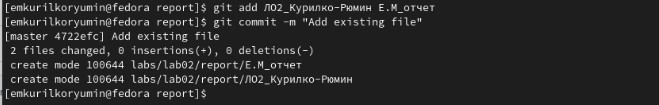 [emkurilkoryumin@fedora report]$ git add ЛО2_Курилко-Рюмин Е.М_отчет
[emkurilkoryumin@fedora report]$ git commit -m "Add existing file"
[master 4722efc] Add existing file
 2 files changed, 0 insertions(+), 0 deletions(-)
 create mode 100644 labs/lab02/report/Е.М_отчет
 create mode 100644 labs/lab02/report/ЛО2_Курилко-Рюмин
[emkurilkoryumin@fedora report]$